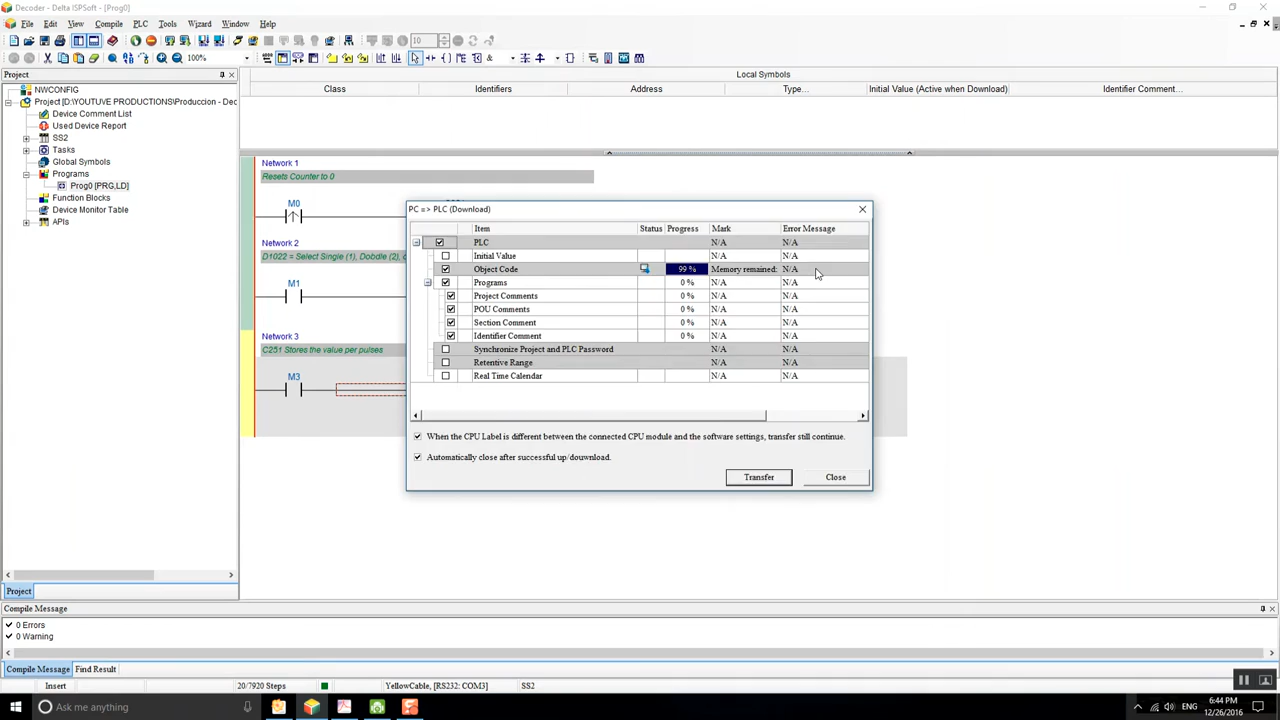 Decoder - Delta ISPSoft - [Prog0]
File Edit View Compile PLC Tools Wizard Window Help
10
100%
Project
NWCONFIG
Project [D:\YOUTUVE PRODUCTIONS\Produccion - Dec
Device Comment List
Used Device Report
SS2
Tasks
Global Symbols
Programs
Prog0 [PRG,LD]
Function Blocks
Device Monitor Table
APIs
Project
Local Symbols
Class Identifiers Address Type... Initial Value (Active when Download) Identifier Comment...
Network 1
Resets Counter to 0
M0
Network 2
D1022 = Select Single (1), Dobdle (2), c
M1
Network 3
C251 Stores the value per pulses
M3
PC => PLC (Download)
Item Status Progress Mark Error Message
PLC N/A N/A
Initial Value N/A N/A
Object Code 99 % Memory remained: N/A
Programs 0 % N/A N/A
Project Comments 0 % N/A N/A
POU Comments 0 % N/A N/A
Section Comment 0 % N/A N/A
Identifier Comment 0 % N/A N/A
Synchronize Project and PLC Password N/A N/A
Retentive Range N/A N/A
Real Time Calendar N/A N/A
When the CPU Label is different between the connected CPU module and the software settings, transfer still continue.
Automatically close after successful up/douwnload.
Transfer Close
Compile Message
0 Errors
0 Warning
Compile Message Find Result
Insert 20/7920 Steps YellowCable, [RS232: COM3] SS2
Ask me anything
ENG
6:44 PM
12/26/2016